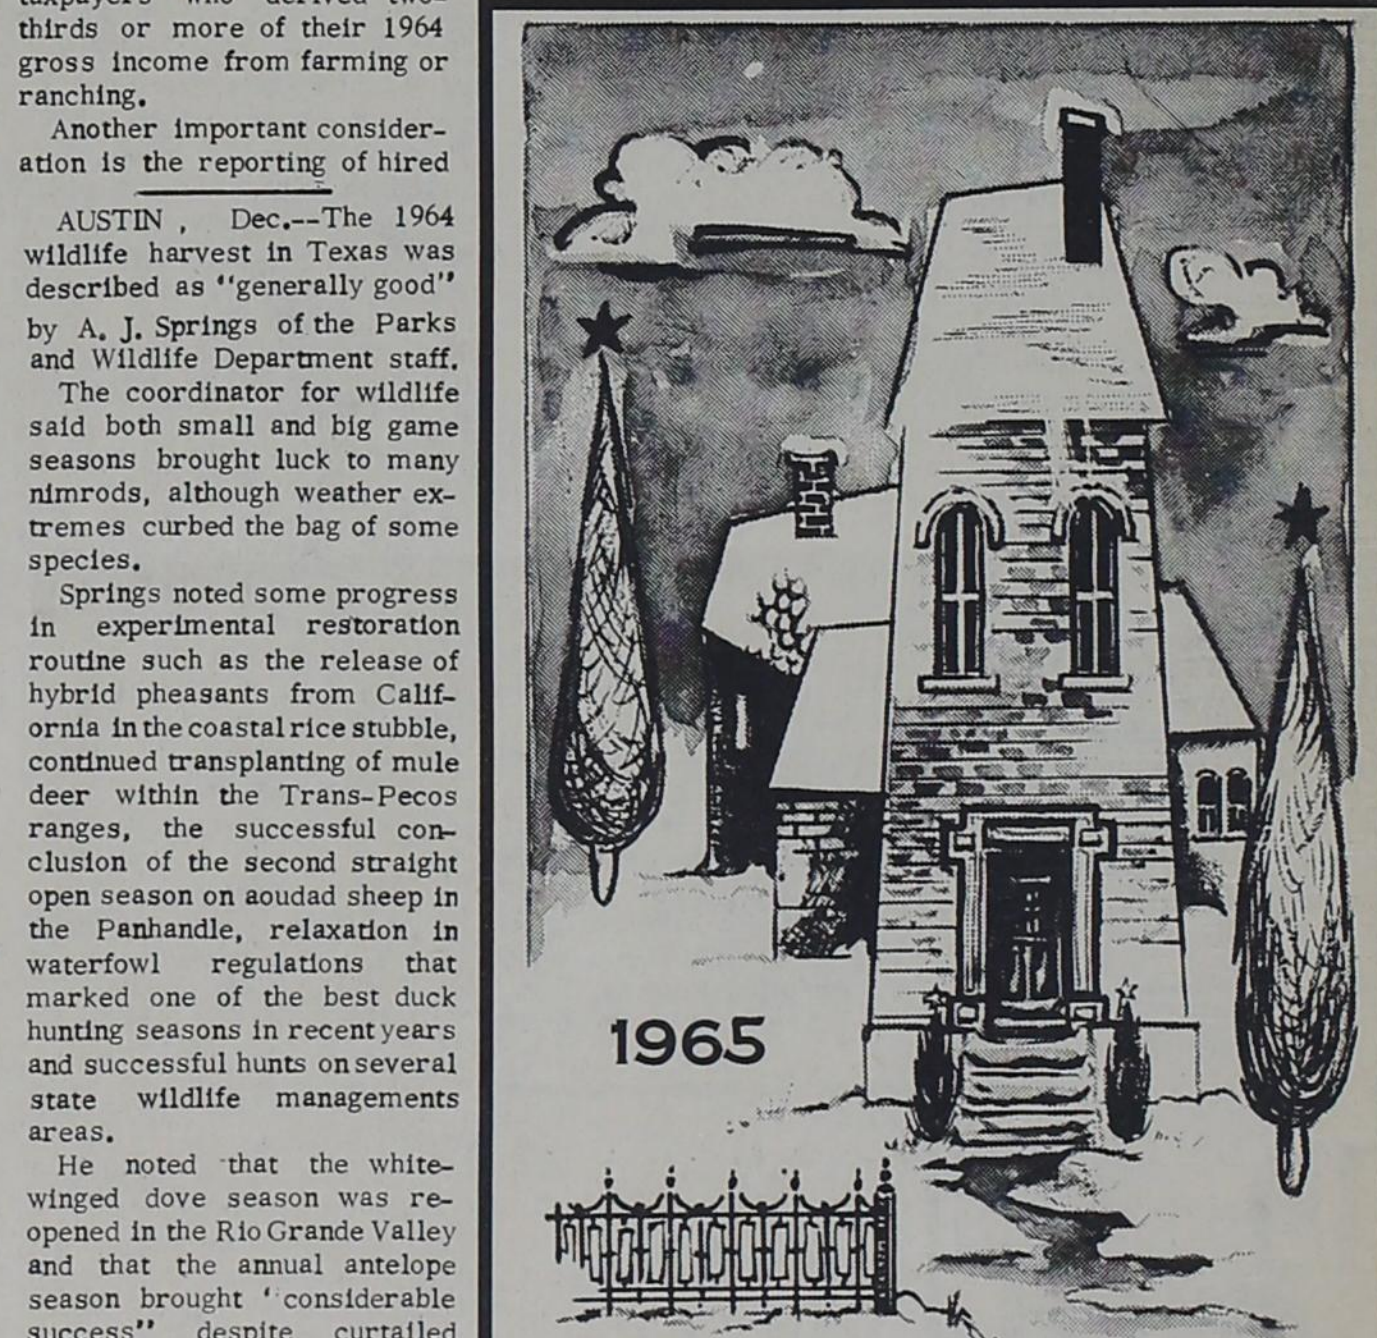 taxpayers who derived two-
thirds or more of their 1964
gross income from farming or
ranching.
Another important consider-
ation is the reporting of hired
AUSTIN , Dec.--The 1964
wildlife harvest in Texas was
described as "generally good"
by A. J. Springs of the Parks
and Wildlife Department staff.
The coordinator for wildlife
said both small and big game
seasons brought luck to many
nimrods, although weather ex-
tremes curbed the bag of some
species.
Springs noted some progress
in experimental restoration
routine such as the release of
hybrid pheasants from Calif-
ornia in the coastal rice stubble,
continued transplanting of mule
deer within the Trans-Pecos
ranges, the successful con-
clusion of the second straight
open season on aoudad sheep in
the Panhandle, relaxation in
waterfowl regulations that
marked one of the best duck
hunting seasons in recent years
and successful hunts on several
state wildlife managements
areas.
He noted that the white-
winged dove season was re-
opened in the Rio Grande Valley
and that the annual antelope
season brought "considerable
success" despite curtailed
1965